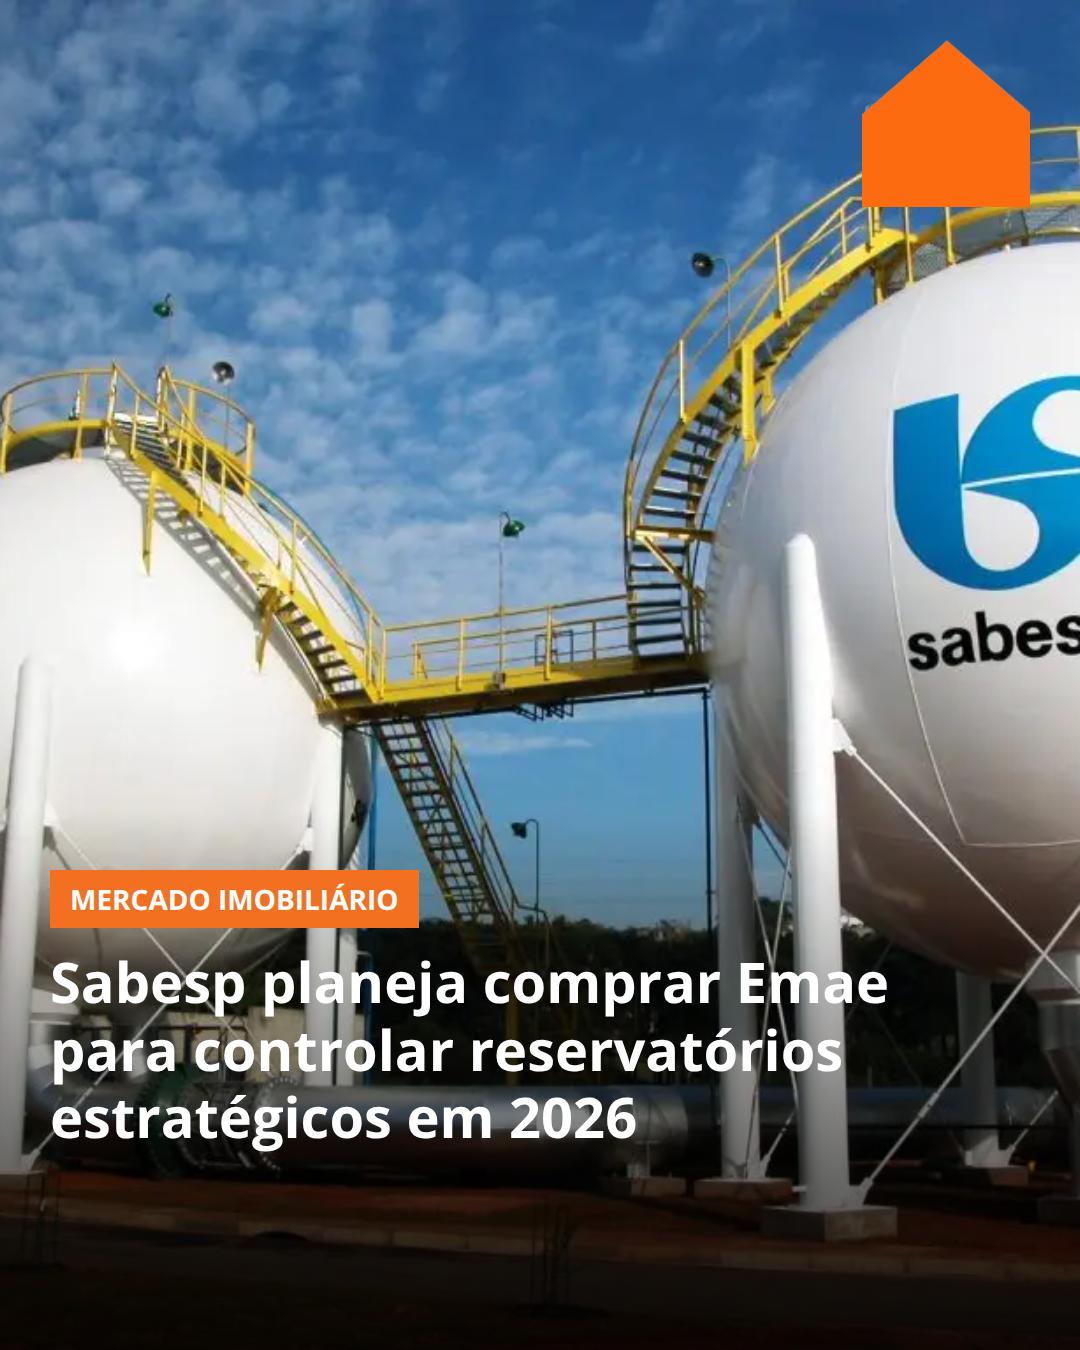 sabes
MERCADO IMOBILIÁRIO
Sabesp planeja comprar Emae
para controlar reservatórios
estratégicos em 2026